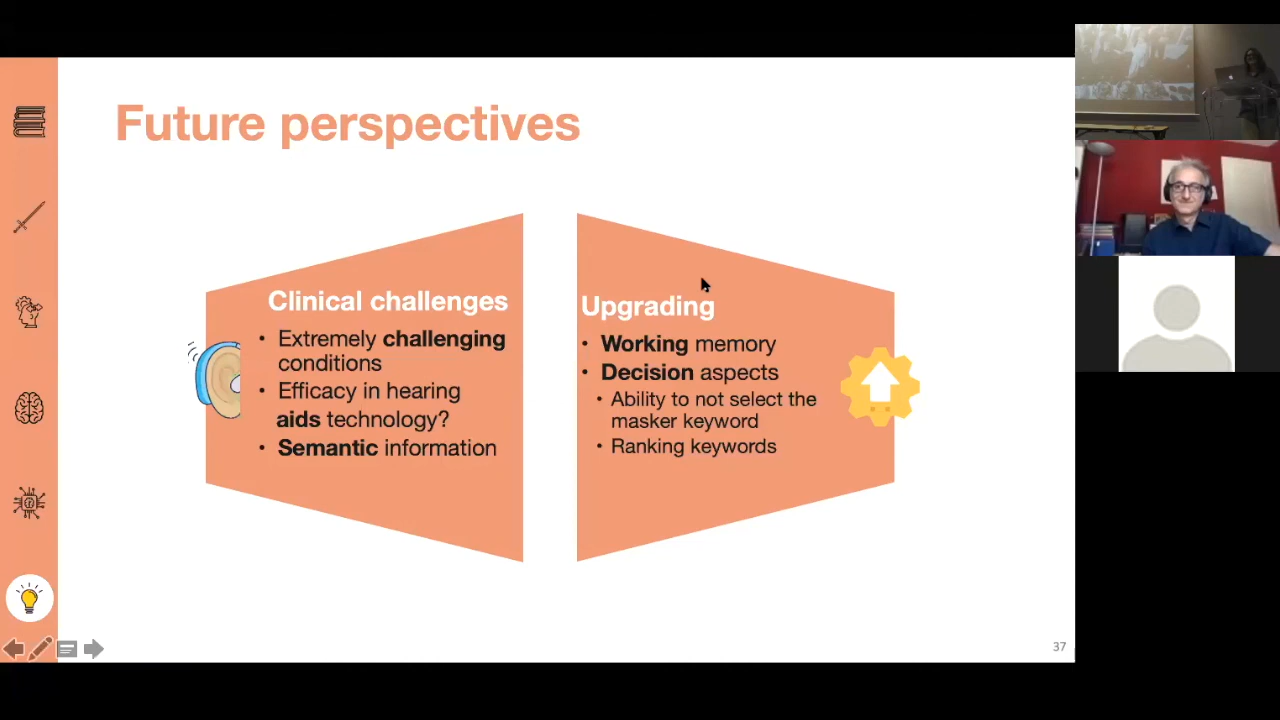 Future perspectives
Clinical challenges
• Extremely challenging
conditions
• Efficacy in hearing
aids technology?
• Semantic information
Upgrading
• Working memory
• Decision aspects
• Ability to not select the
masker keyword
• Ranking keywords
37